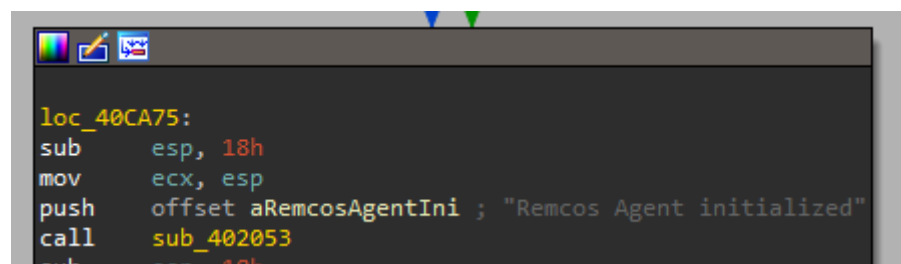 loc_40CA75:
sub esp, 18h
mov ecx, esp
push offset aRemcosAgentIni ; "Remcos Agent initialized"
call sub_402053